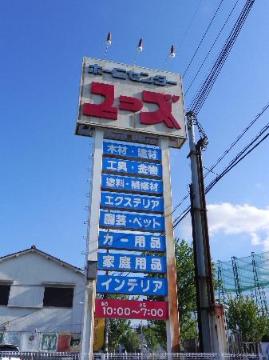 ホームセンター
ユーズ
木材・建材
工具・金物
塗料・補修材
エクステリア
園芸・ペット
カー用品
家庭用品
インテリア
10:00~7:00